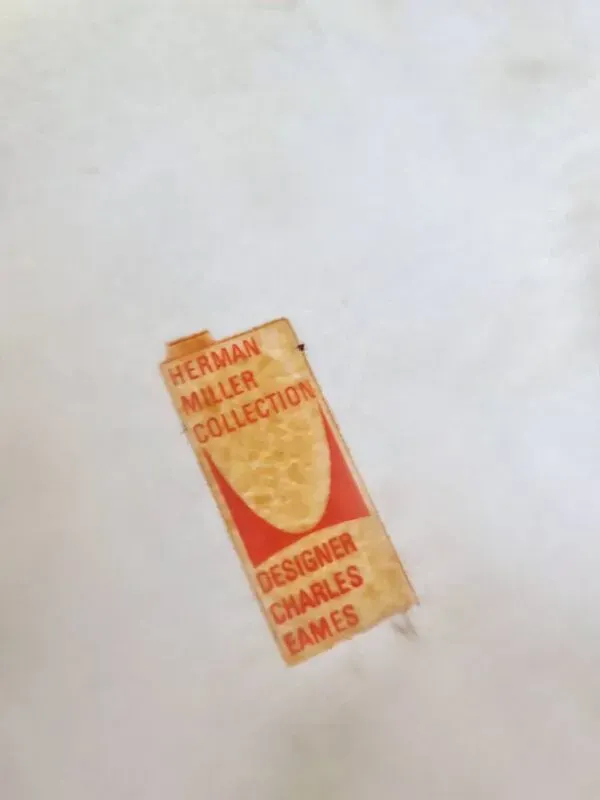 HERMAN
MILLER
COLLECTION
DESIGNER
CHARLES
EAMES